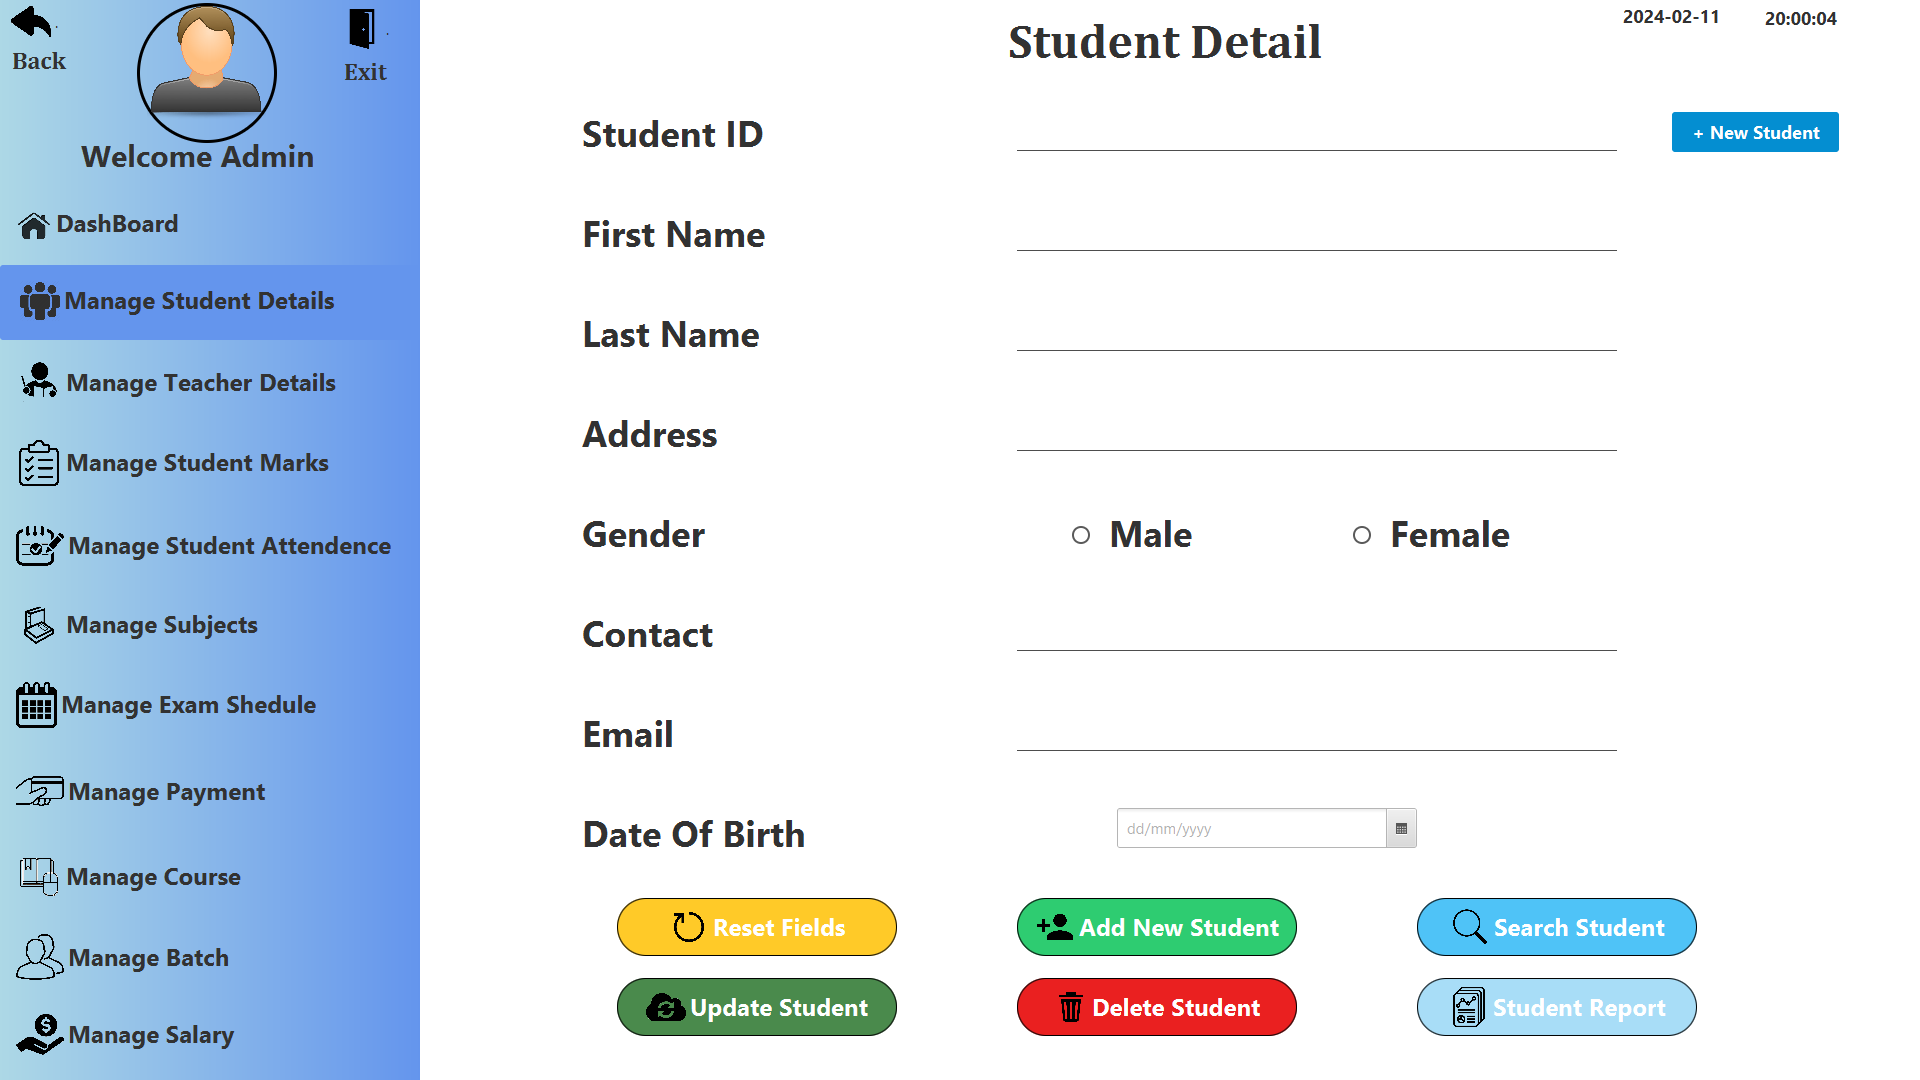 Back
Exit
Welcome Admin
DashBoard
Manage Student Details
Manage Teacher Details
Manage Student Marks
Manage Student Attendence
Manage Subjects
Manage Exam Shedule
Manage Payment
Manage Course
Manage Batch
Manage Salary
Student Detail
2024-02-11
20:00:04
Student ID
+ New Student
First Name
Last Name
Address
Gender
Male
Female
Contact
Email
Date Of Birth
dd/mm/yyyy
Reset Fields
Add New Student
Search Student
Update Student
Delete Student
Student Report